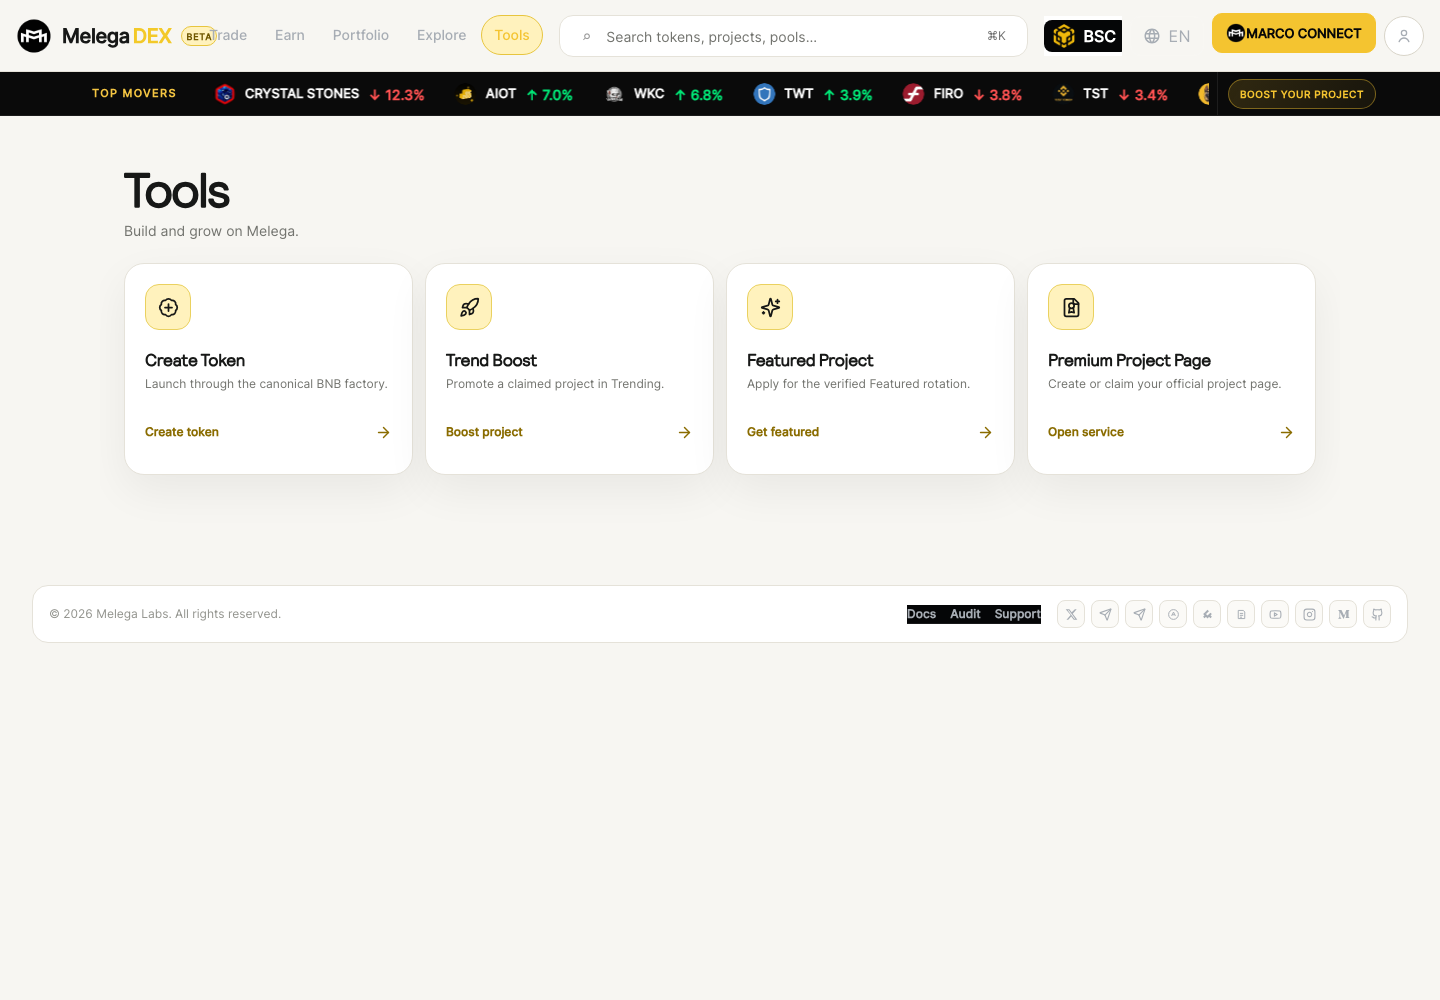 Melega DEX BETA Trade Earn Portfolio Explore Tools Search tokens, projects, pools... ⌘K BSC EN MARCO CONNECT
TOP MOVERS CRYSTAL STONES ↓ 12.3% AIOT ↑ 7.0% WKC ↑ 6.8% TWT ↑ 3.9% FIRO ↓ 3.8% TST ↓ 3.4% BOOST YOUR PROJECT
Tools
Build and grow on Melega.
Create Token
Launch through the canonical BNB factory.
Create token →
Trend Boost
Promote a claimed project in Trending.
Boost project →
Featured Project
Apply for the verified Featured rotation.
Get featured →
Premium Project Page
Create or claim your official project page.
Open service →
© 2026 Melega Labs. All rights reserved. Docs Audit Support